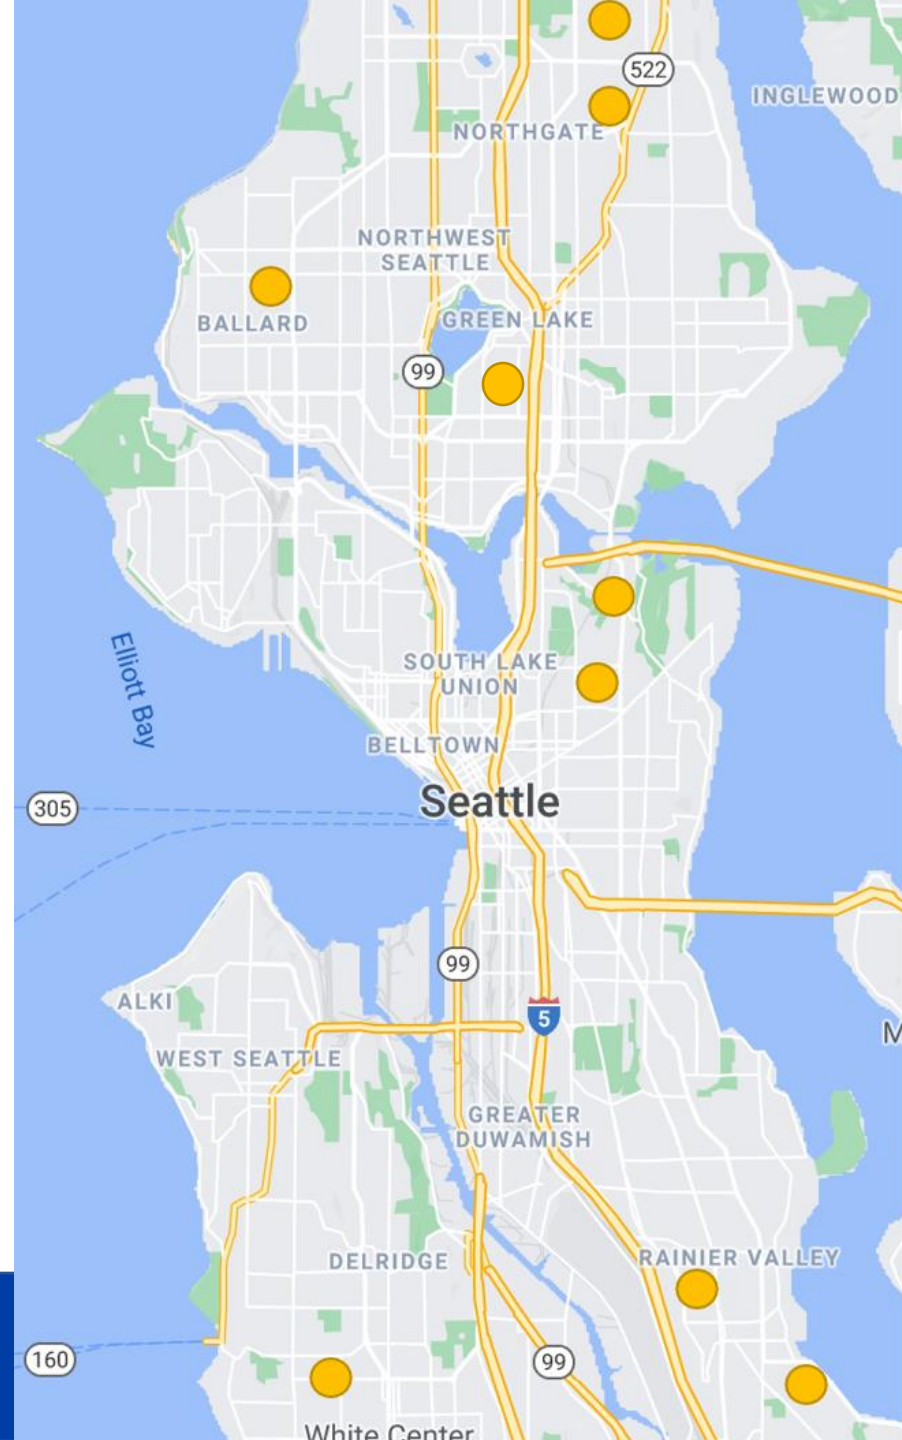 522
INGLEWOOD
NORTHGATE
NORTHWEST
SEATTLE
BALLARD
GREEN LAKE
99
Elliott Bay
SOUTH LAKE
UNION
BELLTOWN
Seattle
305
99
ALKI
5
M
WEST SEATTLE
GREATER
DUWAMISH
DELRIDGE
RAINIER VALLEY
160
99
White Center